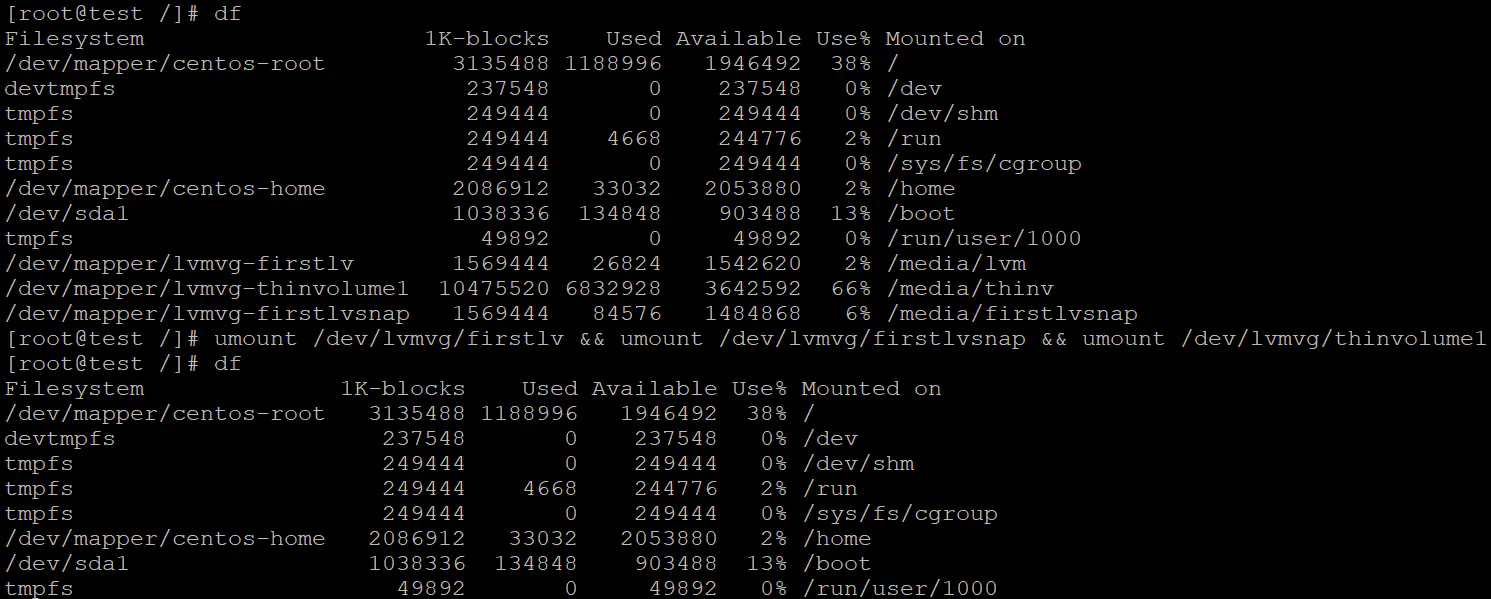 [root@test /]# df
Filesystem                  1K-blocks    Used Available Use% Mounted on
/dev/mapper/centos-root       3135488 1188996   1946492  38% /
devtmpfs                       237548       0    237548   0% /dev
tmpfs                          249444       0    249444   0% /dev/shm
tmpfs                          249444    4668    244776   2% /run
tmpfs                          249444       0    249444   0% /sys/fs/cgroup
/dev/mapper/centos-home       2086912   33032   2053880   2% /home
/dev/sda1                     1038336  134848    903488  13% /boot
tmpfs                           49892       0     49892   0% /run/user/1000
/dev/mapper/lvmvg-firstlv     1569444   26824   1542620   2% /media/lvm
/dev/mapper/lvmvg-thinvolume1  10475520 6832928   3642592  66% /media/thinv
/dev/mapper/lvmvg-firstlvsnap   1569444   84576   1484868   6% /media/firstlvsnap
[root@test /]# umount /dev/lvmvg/firstlv && umount /dev/lvmvg/firstlvsnap && umount /dev/lvmvg/thinvolume1
[root@test /]# df
Filesystem              1K-blocks    Used Available Use% Mounted on
/dev/mapper/centos-root   3135488 1188996   1946492  38% /
devtmpfs                   237548       0    237548   0% /dev
tmpfs                      249444       0    249444   0% /dev/shm
tmpfs                      249444    4668    244776   2% /run
tmpfs                      249444       0    249444   0% /sys/fs/cgroup
/dev/mapper/centos-home   2086912   33032   2053880   2% /home
/dev/sda1                 1038336  134848    903488  13% /boot
tmpfs                       49892       0     49892   0% /run/user/1000